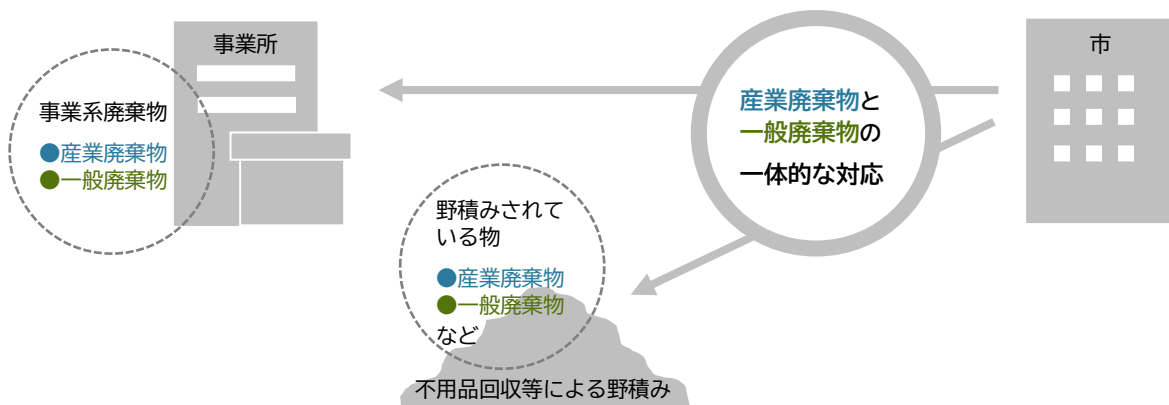 事業所
事業系廃棄物
●産業廃棄物
●一般廃棄物
産業廃棄物と
一般廃棄物の
一体的な対応
市
野積みされて
いる物
●産業廃棄物
●一般廃棄物
など
不用品回収等による野積み